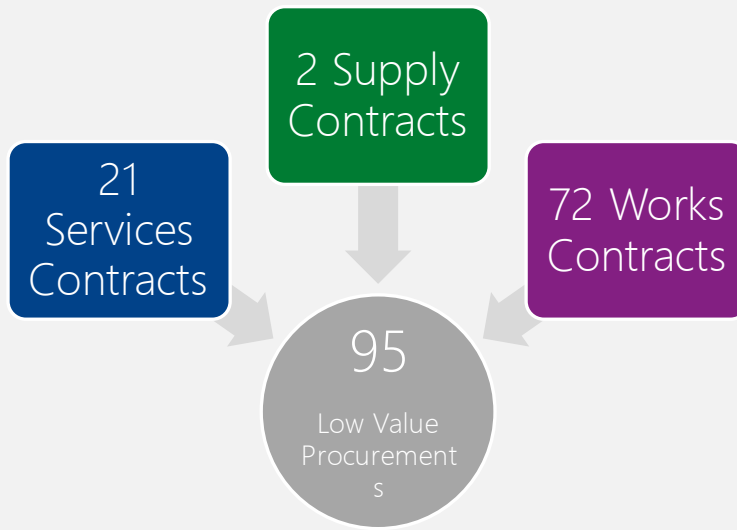 2 Supply
Contracts
21
Services
Contracts
72 Works
Contracts
95
Low Value
Procurement
s